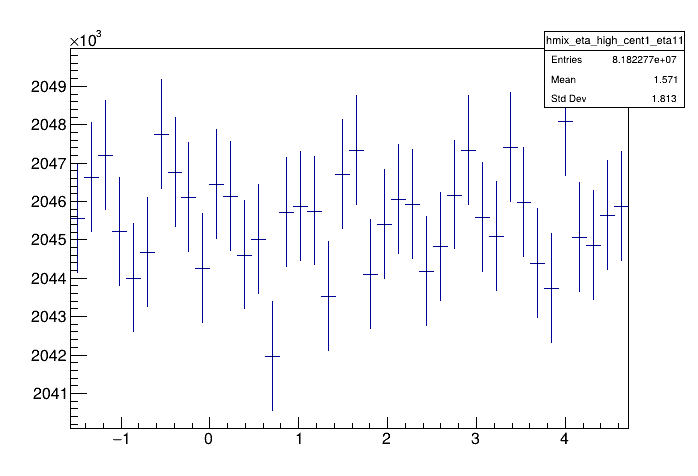 ×10³
hmix_eta_high_cent1_eta11
Entries 8.182277e+07
Mean 1.571
Std Dev 1.813
2049
2048
2047
2046
2045
2044
2043
2042
2041
−1 0 1 2 3 4